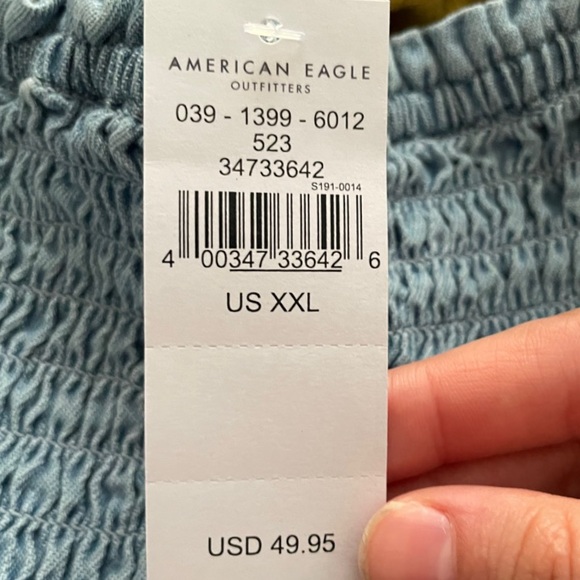 AMERICAN EAGLE
OUTFITTERS
039 - 1399 - 6012
523
34733642
S191-0014
4 00347 33642 6
US XXL
USD 49.95